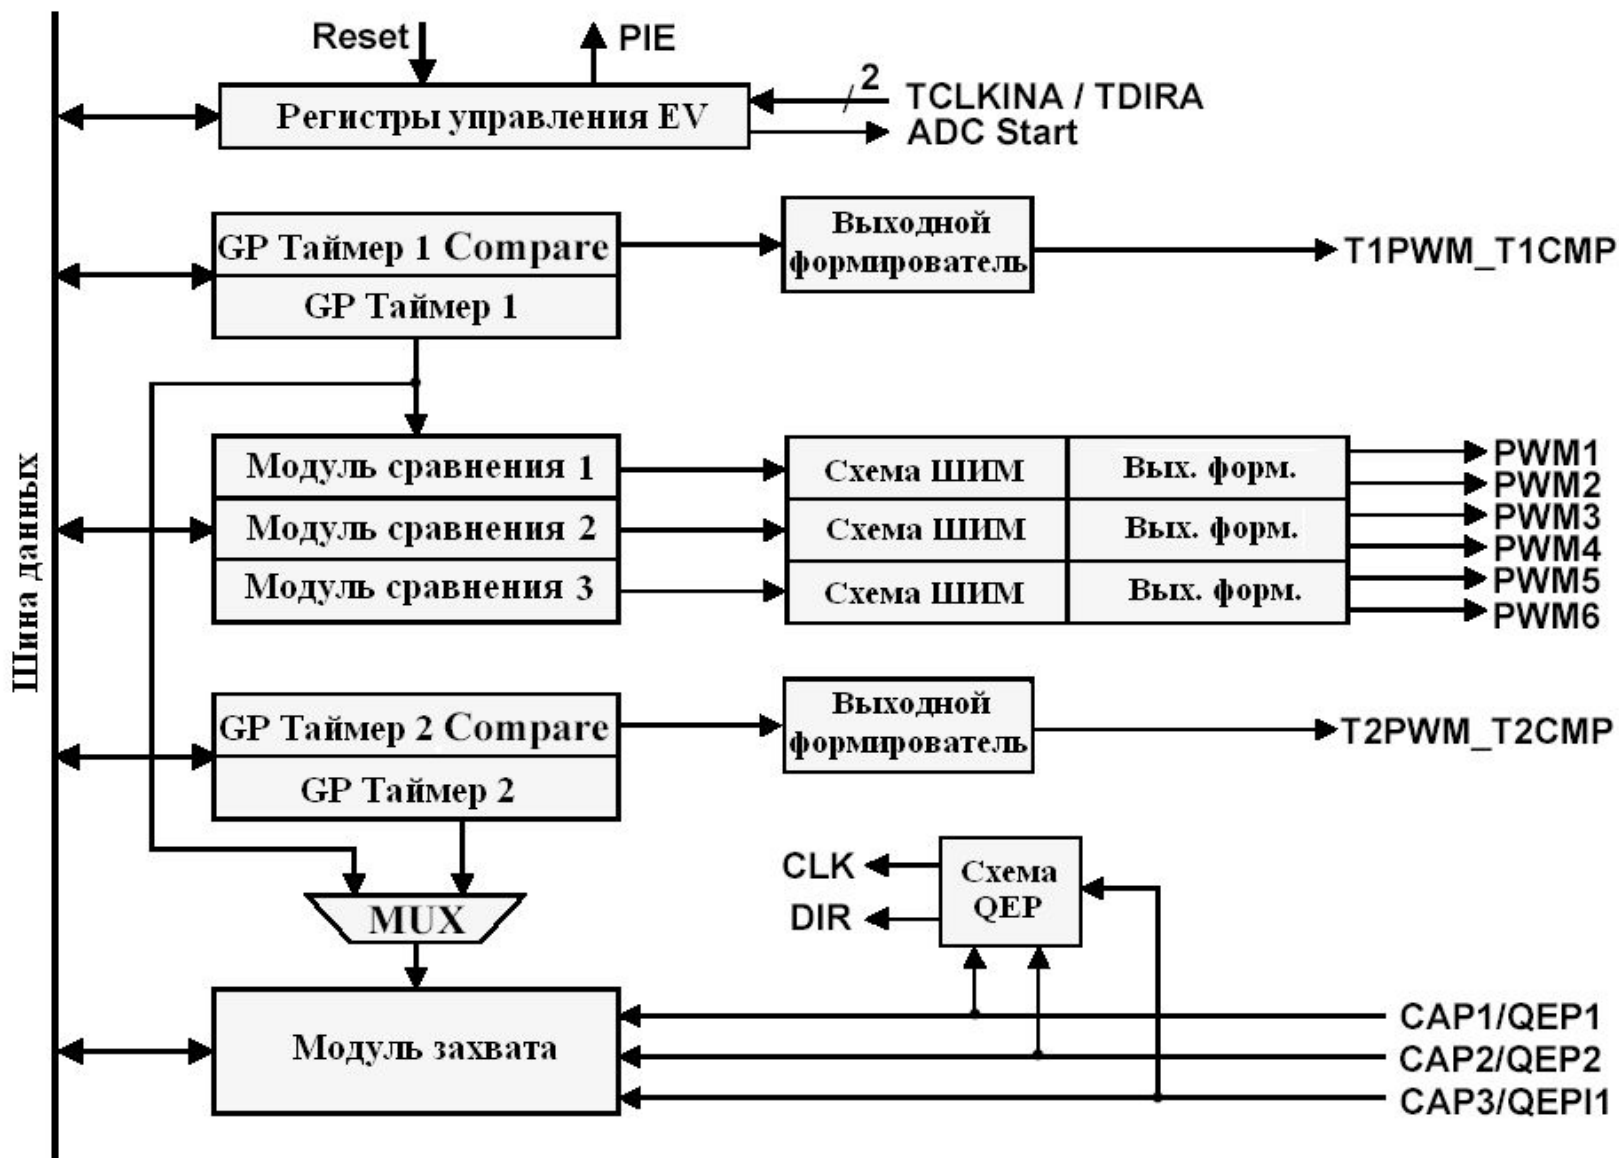 Reset
PIE
2
TCLKINA / TDIRA
Регистры управления EV
ADC Start
GP Таймер 1 Compare
Выходной
формирователь
T1PWM_T1CMP
GP Таймер 1
Шина данных
Модуль сравнения 1
Схема ШИМ
Вых. форм.
PWM1
PWM2
Модуль сравнения 2
Схема ШИМ
Вых. форм.
PWM3
PWM4
Модуль сравнения 3
Схема ШИМ
Вых. форм.
PWM5
PWM6
GP Таймер 2 Compare
Выходной
формирователь
T2PWM_T2CMP
GP Таймер 2
CLK
DIR
Схема
QEP
MUX
Модуль захвата
CAP1/QEP1
CAP2/QEP2
CAP3/QEPI1